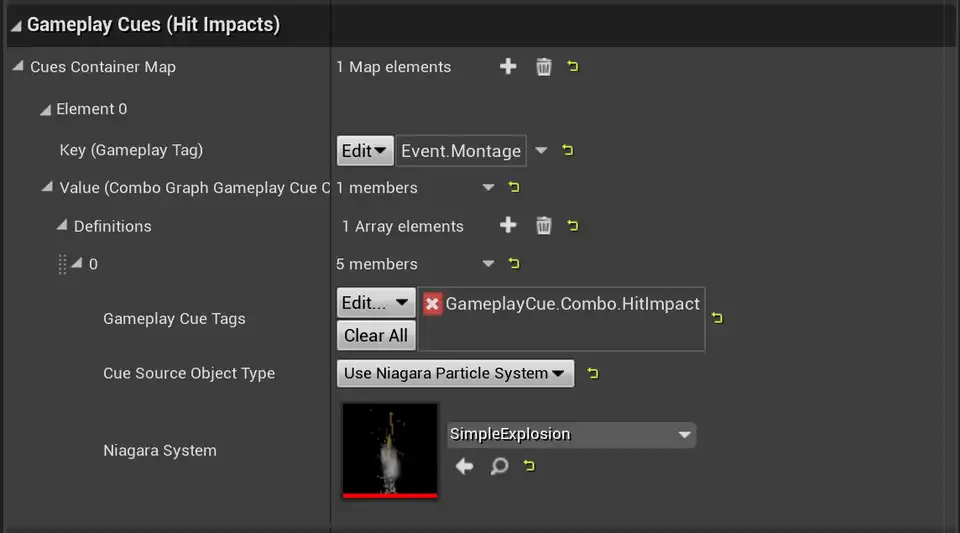 Gameplay Cues (Hit Impacts)
Cues Container Map 1 Map elements
Element 0
Key (Gameplay Tag) Edit Event.Montage
Value (Combo Graph Gameplay Cue C 1 members
Definitions 1 Array elements
0 5 members
Gameplay Cue Tags Edit... GameplayCue.Combo.HitImpact
Clear All
Cue Source Object Type Use Niagara Particle System
Niagara System SimpleExplosion